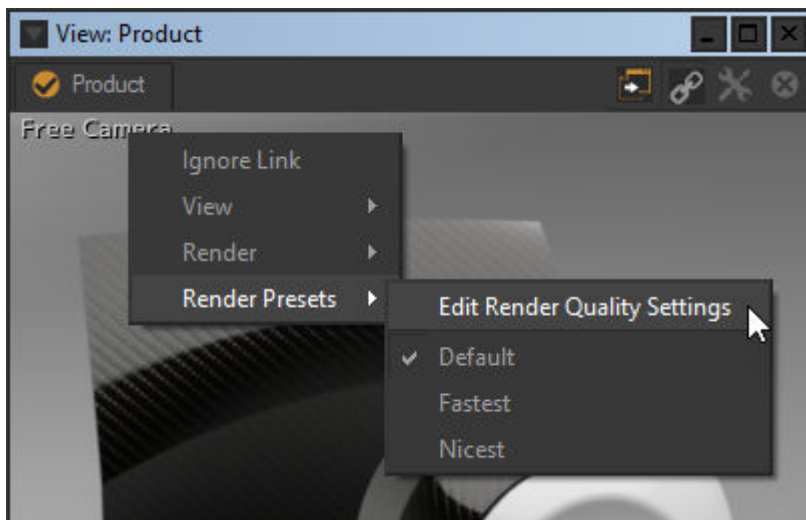 View: Product
Product
Free Camera
Ignore Link
View
Render
Render Presets
Edit Render Quality Settings
Default
Fastest
Nicest